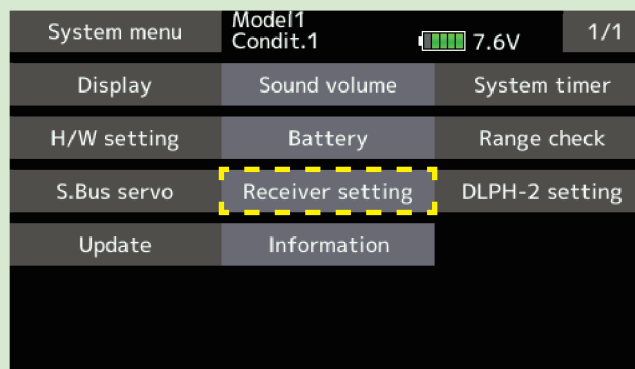 System menu
Model1
Condit.1
7.6V
1/1
Display
Sound volume
System timer
H/W setting
Battery
Range check
S.Bus servo
Receiver setting
DLPH-2 setting
Update
Information